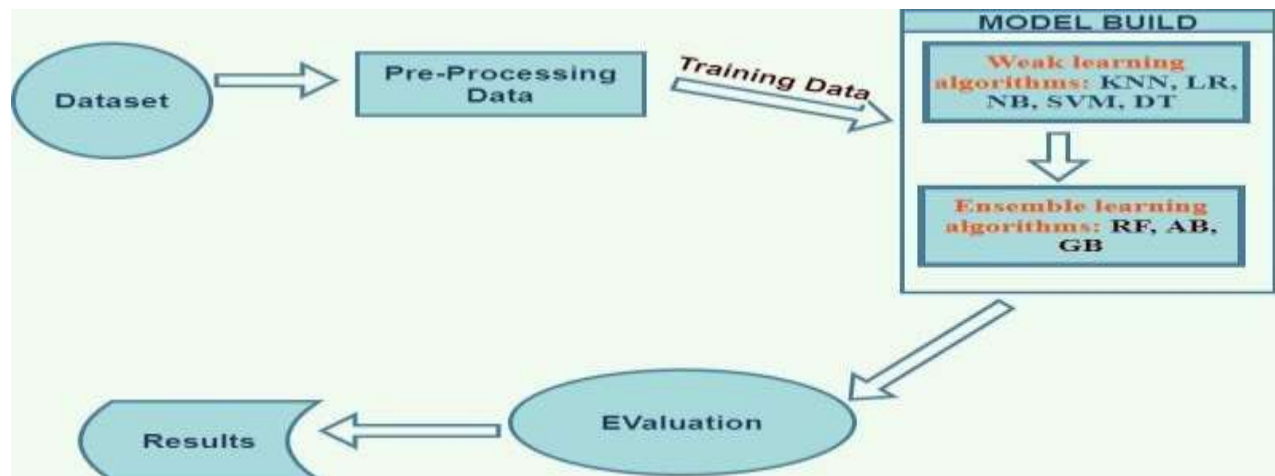 Dataset
Pre-Processing
Data
Training Data
MODEL BUILD
Weak learning
algorithms: KNN, LR,
NB, SVM, DT
Ensemble learning
algorithms: RF, AB,
GB
EValuation
Results